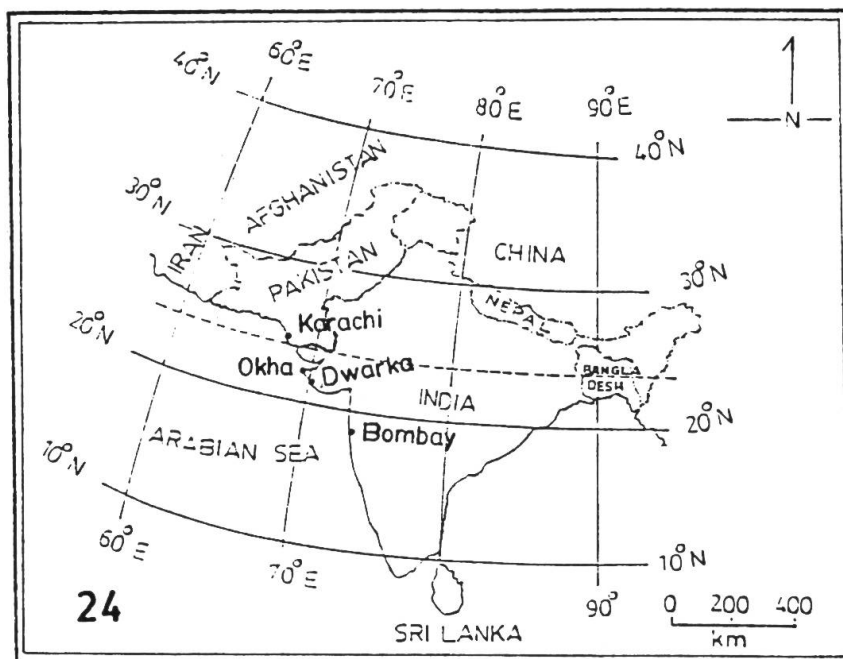 60°E
40°N
70°E
80°E
90°E
N
40°N
AFGHANISTAN
30°N
IRAN
PAKISTAN
CHINA
30°N
NEPAL
Karachi
20°N
Okha
Dwarka
BANGLA
DESH
INDIA
20°N
Bombay
ARABIAN SEA
10°N
10°N
60°E
70°E
90°
0 200 400
km
24
SRI LANKA